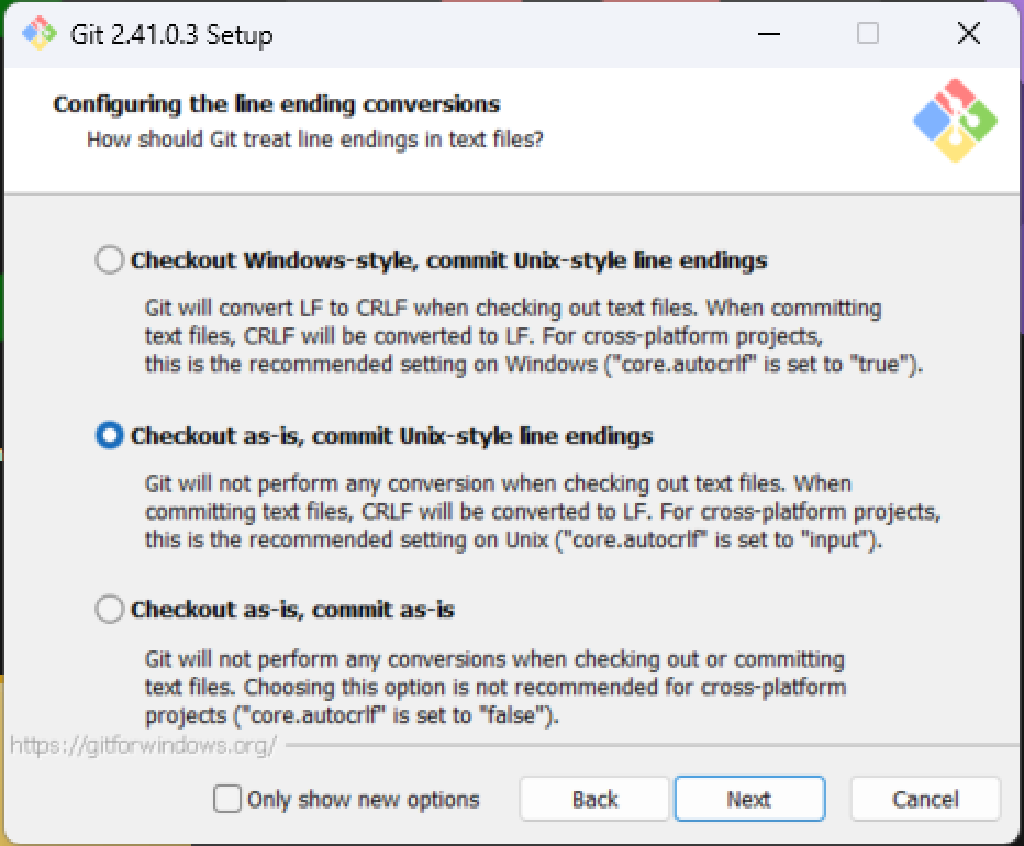 Git 2.41.0.3 Setup
Configuring the line ending conversions
How should Git treat line endings in text files?
Checkout Windows-style, commit Unix-style line endings
Git will convert LF to CRLF when checking out text files. When committing
text files, CRLF will be converted to LF. For cross-platform projects,
this is the recommended setting on Windows ("core.autocrlf" is set to "true").
Checkout as-is, commit Unix-style line endings
Git will not perform any conversion when checking out text files. When
committing text files, CRLF will be converted to LF. For cross-platform projects,
this is the recommended setting on Unix ("core.autocrlf" is set to "input").
Checkout as-is, commit as-is
Git will not perform any conversions when checking out or committing
text files. Choosing this option is not recommended for cross-platform
projects ("core.autocrlf" is set to "false").
https://gitforwindows.org/
Only show new options
Back
Next
Cancel